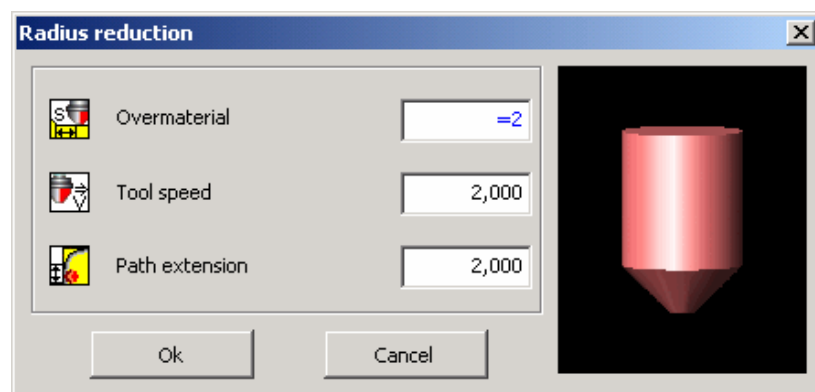 Radius reduction
Overmaterial =2
Tool speed 2,000
Path extension 2,000
Ok Cancel